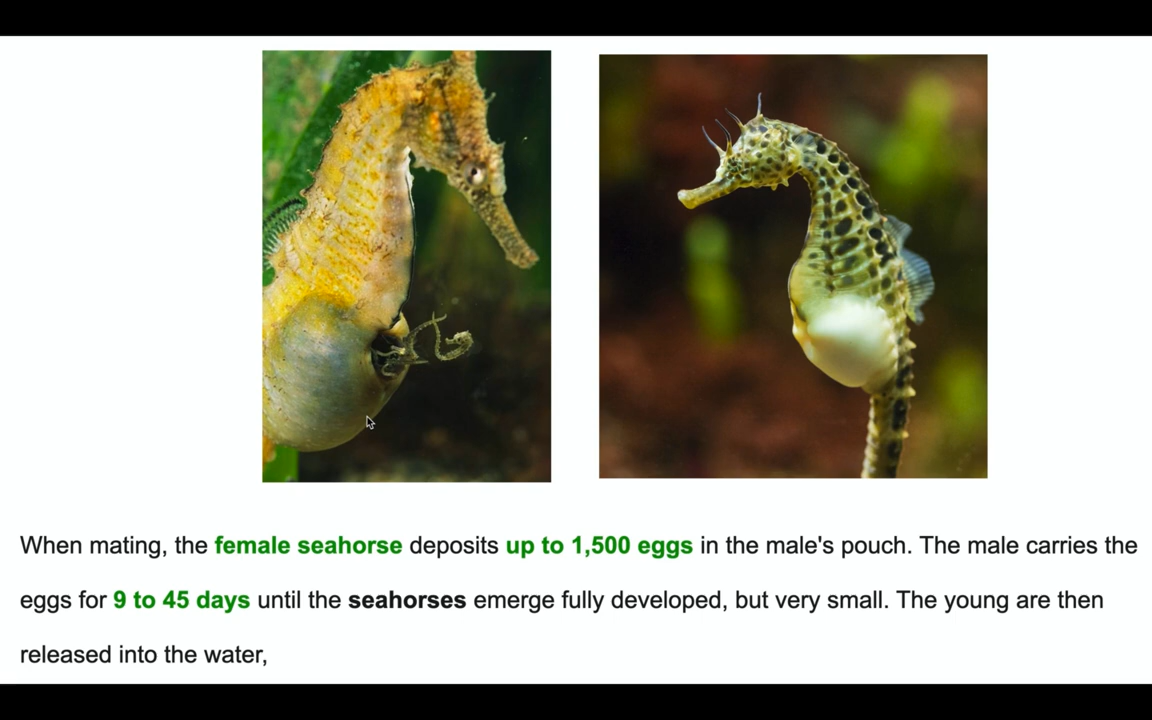 When mating, the female seahorse deposits up to 1,500 eggs in the male's pouch. The male carries the
eggs for 9 to 45 days until the seahorses emerge fully developed, but very small. The young are then
released into the water,